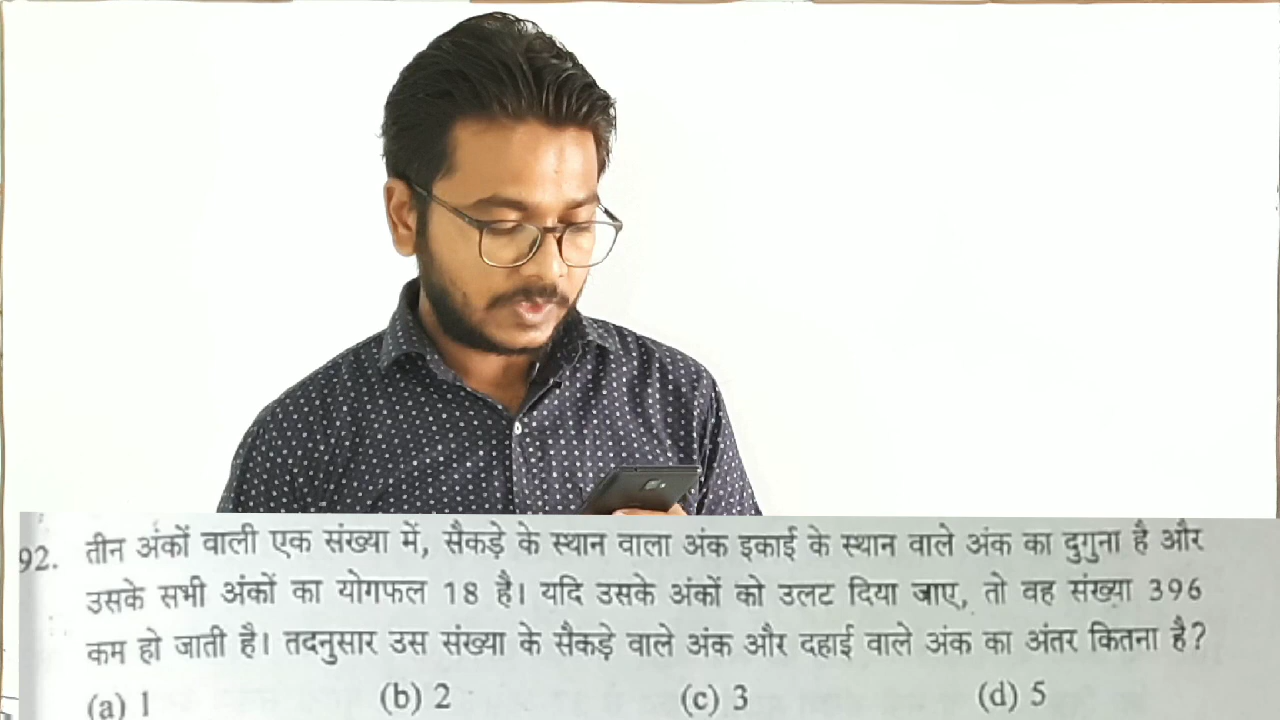 92. तीन अंकों वाली एक संख्या में, सैकड़े के स्थान वाला अंक इकाई के स्थान वाले अंक का दुगुना है और
उसके सभी अंकों का योगफल 18 है। यदि उसके अंकों को उलट दिया जाए, तो वह संख्या 396
कम हो जाती है। तदनुसार उस संख्या के सैकड़े वाले अंक और दहाई वाले अंक का अंतर कितना है?
(a) 1 (b) 2 (c) 3 (d) 5